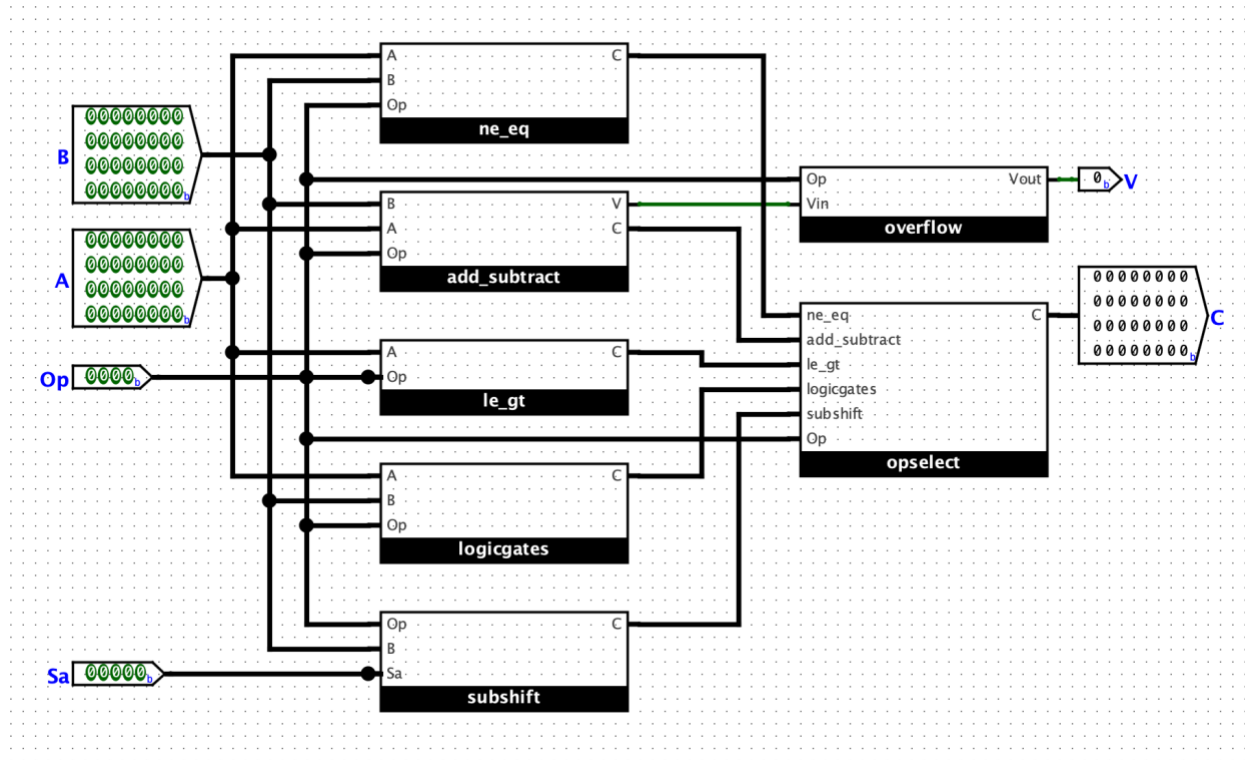 A C
B
Op
ne_eq
B
00000000
00000000
00000000
00000000b
Op Vout
Vin
overflow
0b V
B V
A C
Op
add_subtract
A
00000000
00000000
00000000
00000000b
ne_eq C
add_subtract
le_gt
logicgates
subshift
Op
opselect
00000000
00000000
00000000
00000000b
C
Op 0000b
A C
Op
le_gt
A C
B
Op
logicgates
Sa 00000b
Op C
B
Sa
subshift